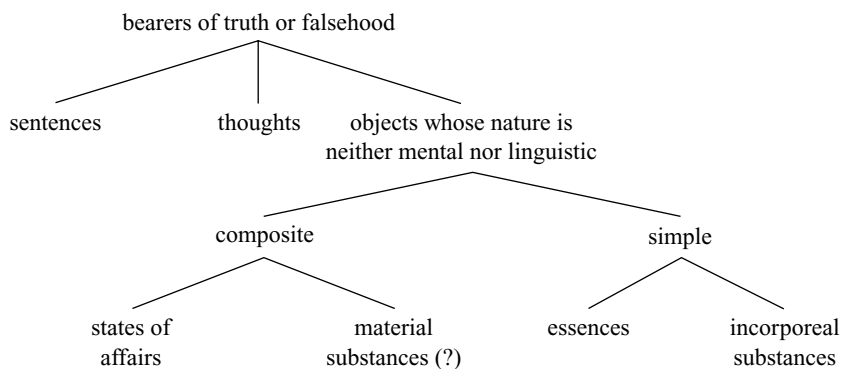 bearers of truth or falsehood
sentences
thoughts
objects whose nature is
neither mental nor linguistic
composite
simple
states of
affairs
material
substances (?)
essences
incorporeal
substances